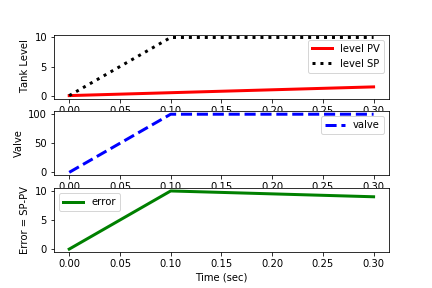 Tank Level
10
5
0
level PV
level SP
0.00 0.05 0.10 0.15 0.20 0.25 0.30
Valve
100
50
0
valve
0.00 0.05 0.10 0.15 0.20 0.25 0.30
Error = SP-PV
10
5
0
error
0.00 0.05 0.10 0.15 0.20 0.25 0.30
Time (sec)